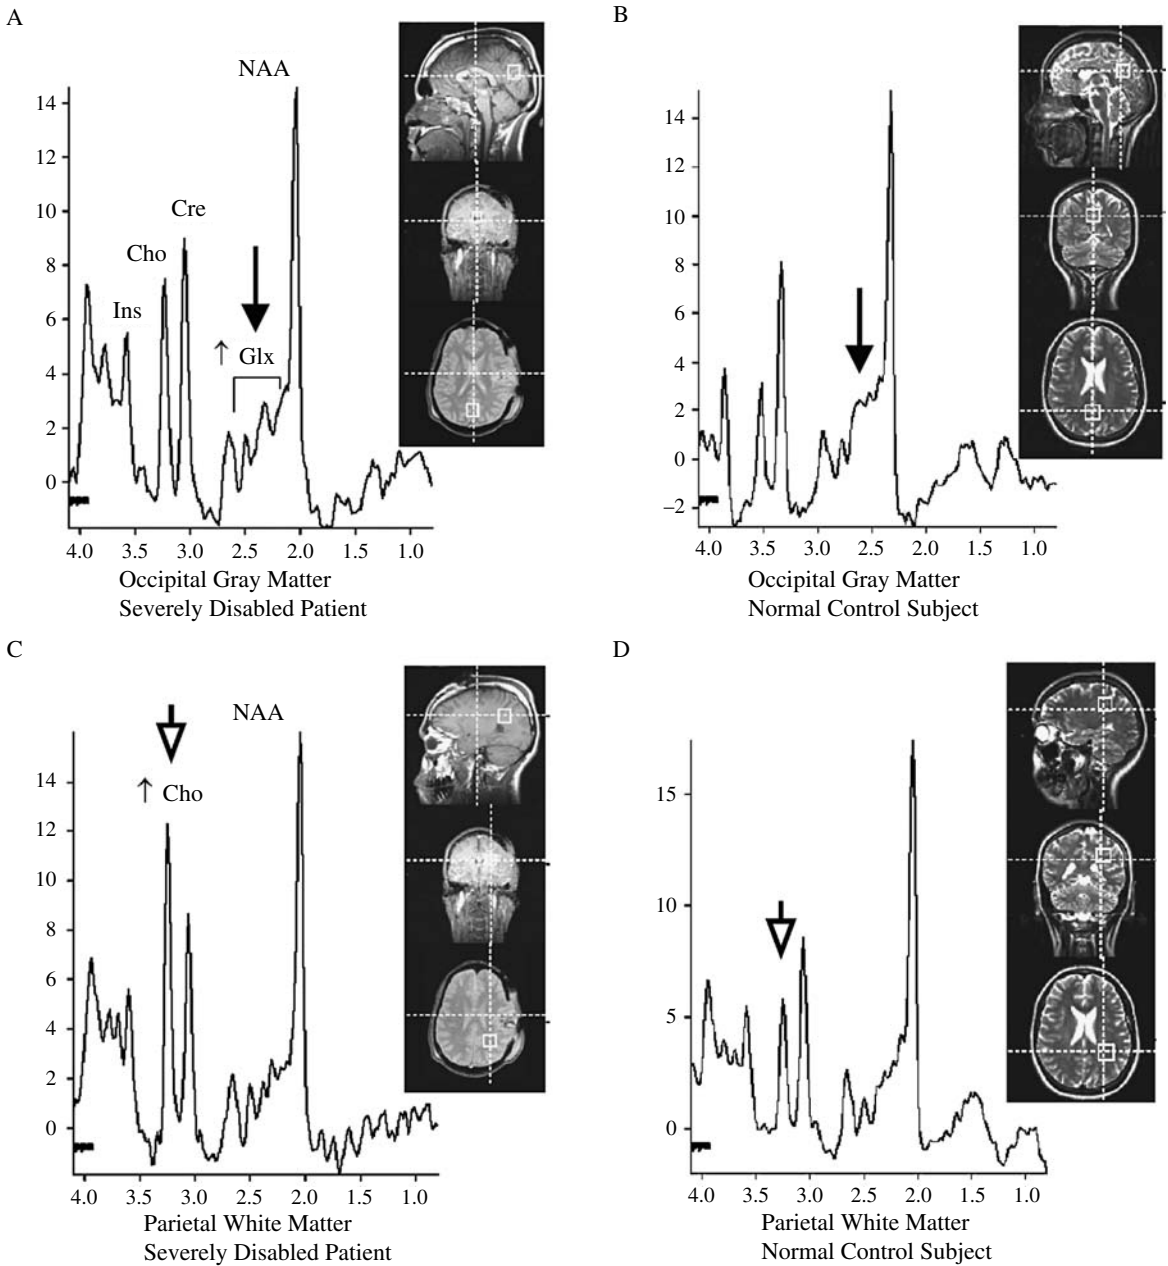 A
NAA
14
12
10
8
6
4
2
0
Cre
Cho
Ins
↑ Glx
4.0 3.5 3.0 2.5 2.0 1.5 1.0
Occipital Gray Matter
Severely Disabled Patient
B
14
12
10
8
6
4
2
0
–2
4.0 3.5 3.0 2.5 2.0 1.5 1.0
Occipital Gray Matter
Normal Control Subject
C
NAA
↑ Cho
14
12
10
8
6
4
2
0
4.0 3.5 3.0 2.5 2.0 1.5 1.0
Parietal White Matter
Severely Disabled Patient
D
15
10
5
0
4.0 3.5 3.0 2.5 2.0 1.5 1.0
Parietal White Matter
Normal Control Subject